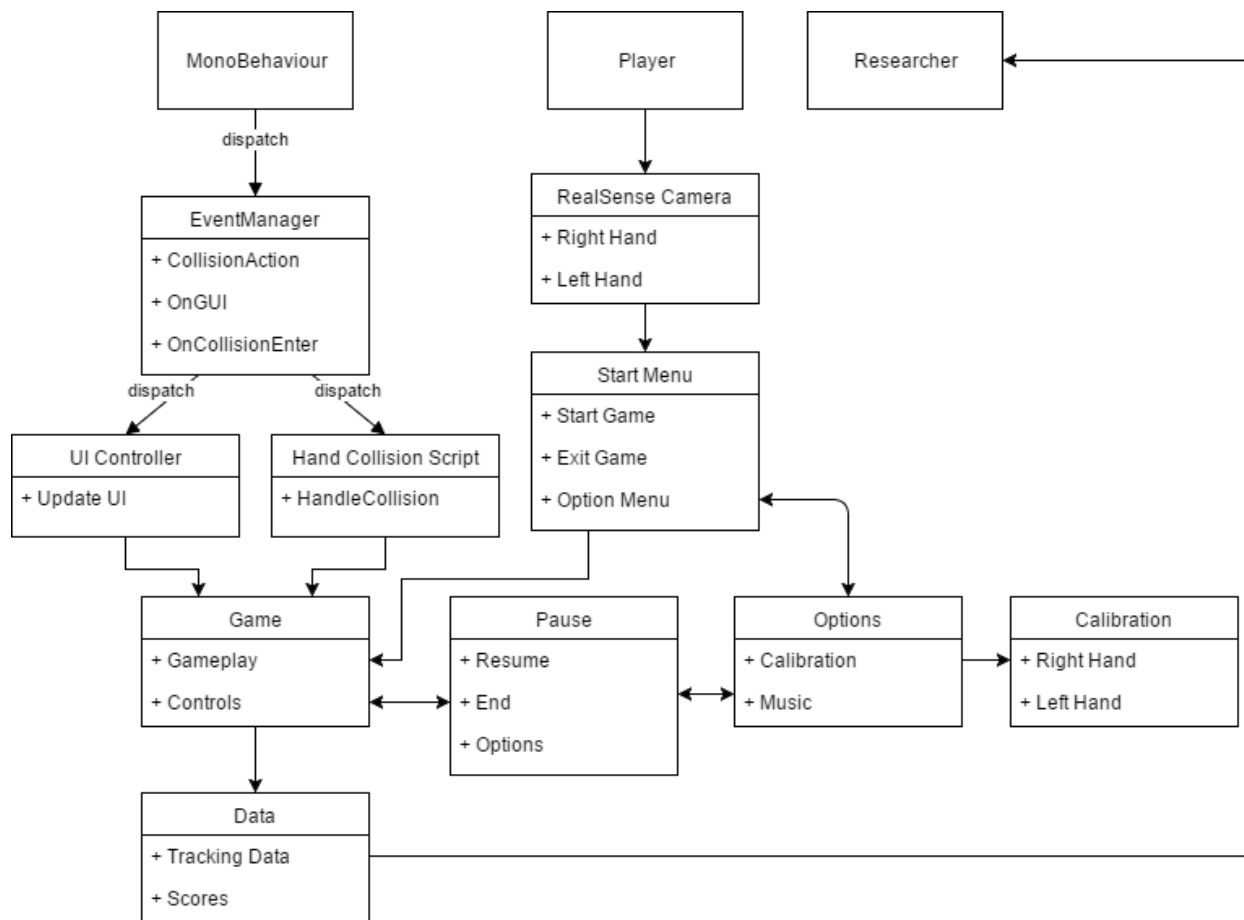 MonoBehaviour
Player
Researcher
dispatch
RealSense Camera
+ Right Hand
+ Left Hand
EventManager
+ CollisionAction
+ OnGUI
+ OnCollisionEnter
dispatch
dispatch
Start Menu
+ Start Game
+ Exit Game
+ Option Menu
UI Controller
+ Update UI
Hand Collision Script
+ HandleCollision
Game
+ Gameplay
+ Controls
Pause
+ Resume
+ End
+ Options
Options
+ Calibration
+ Music
Calibration
+ Right Hand
+ Left Hand
Data
+ Tracking Data
+ Scores